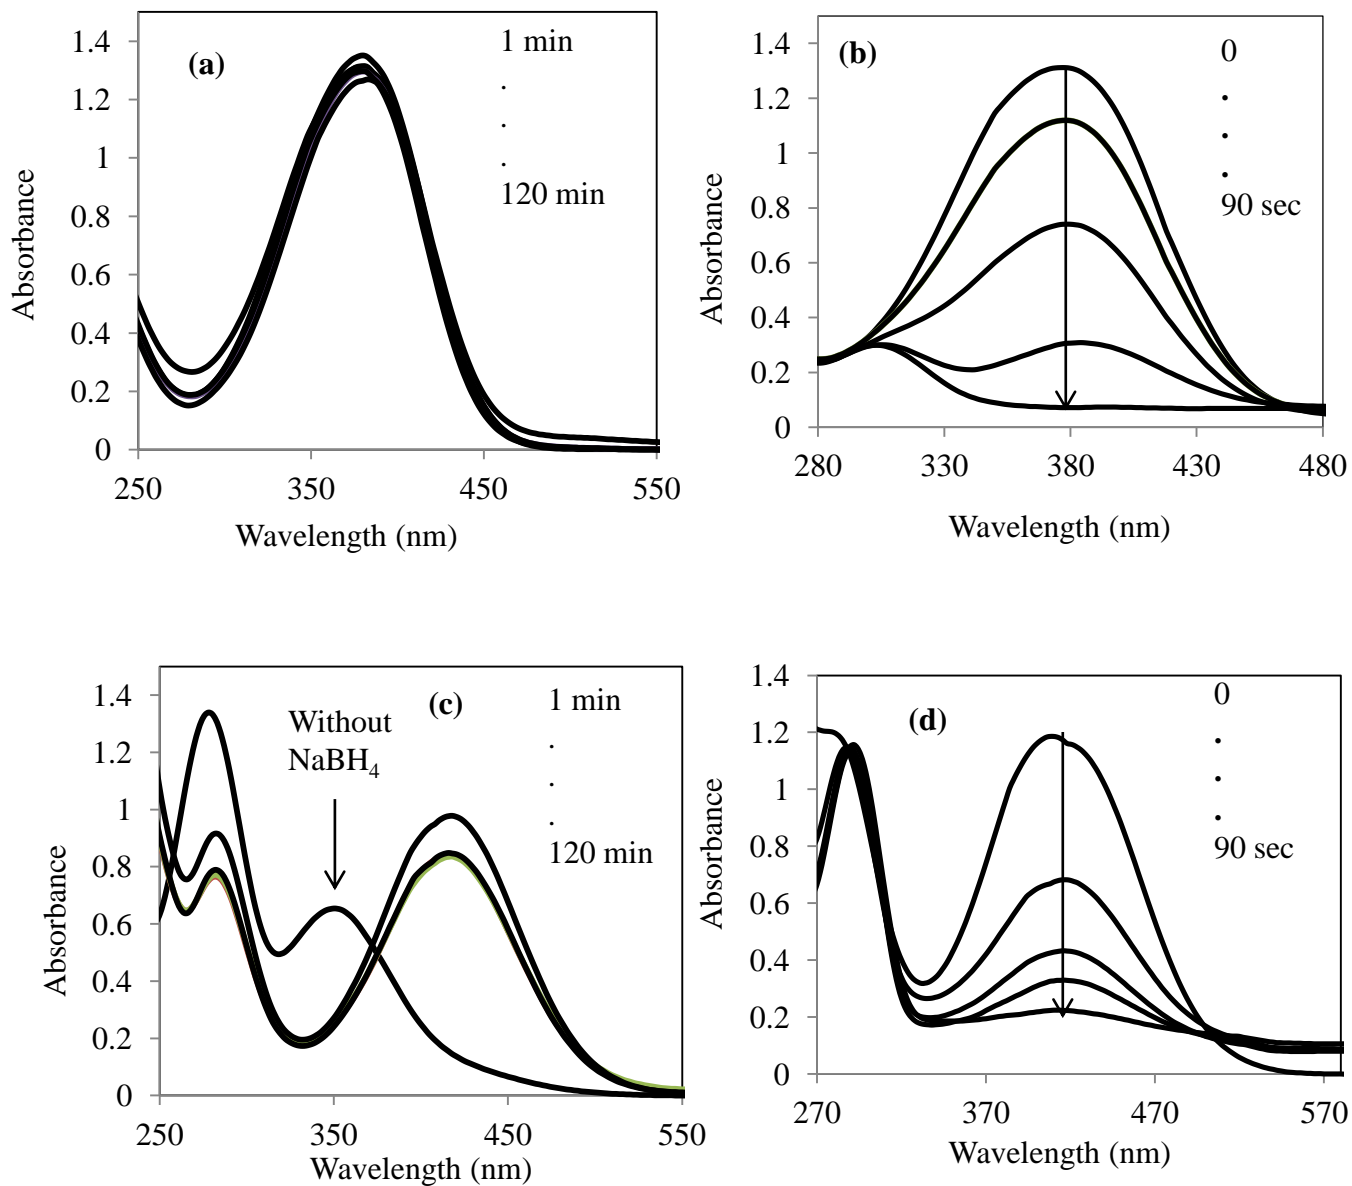 (a)
1 min
.
.
.
120 min
1.4
1.2
1
0.8
0.6
0.4
0.2
0
250 350 450 550
Absorbance
Wavelength (nm)
(b)
0
•
•
•
90 sec
1.4
1.2
1
0.8
0.6
0.4
0.2
0
280 330 380 430 480
Absorbance
Wavelength (nm)
(c)
Without
NaBH₄
1 min
.
.
.
120 min
1.4
1.2
1
0.8
0.6
0.4
0.2
0
250 350 450 550
Absorbance
Wavelength (nm)
(d)
0
•
•
•
90 sec
1.4
1.2
1
0.8
0.6
0.4
0.2
0
270 370 470 570
Absorbance
Wavelength (nm)